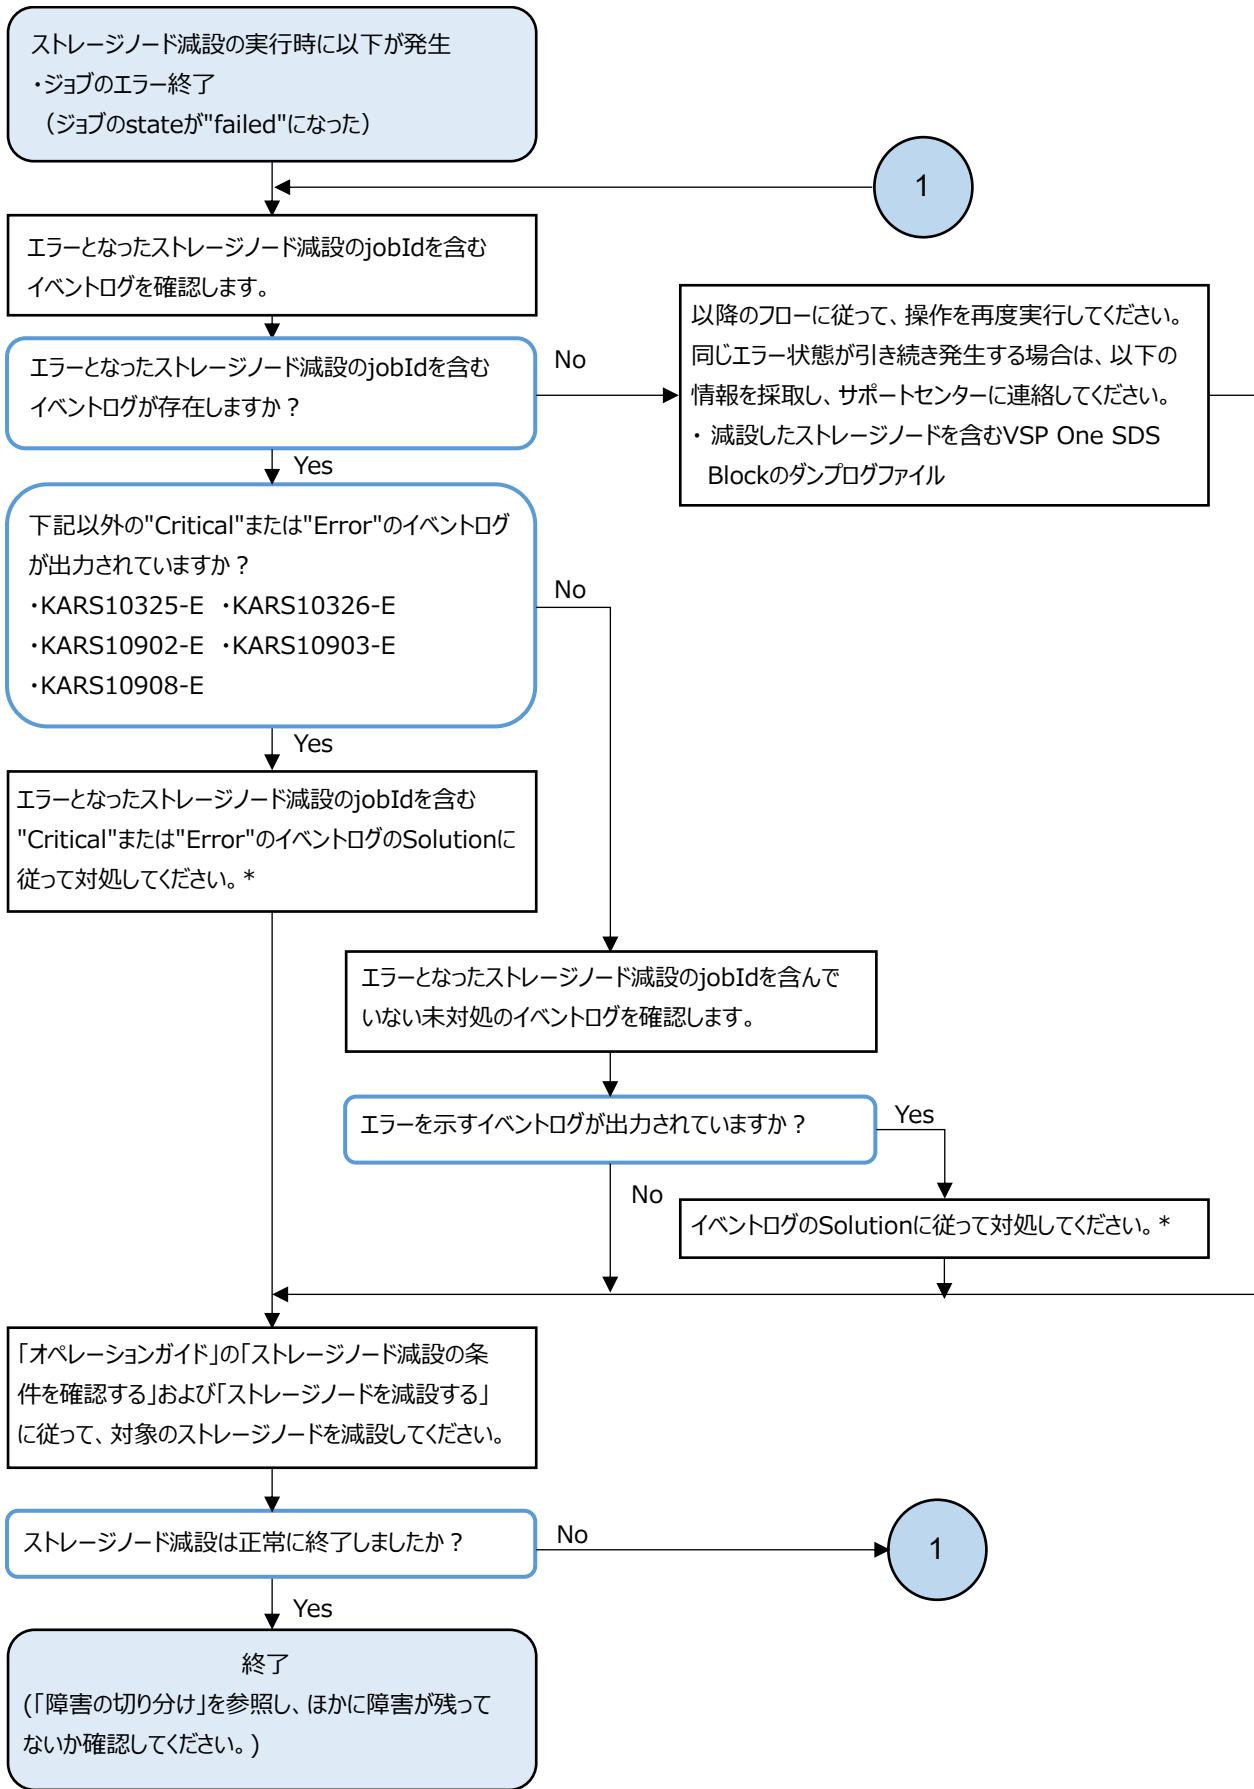 ストレージノード減設の実行時に以下が発生
・ジョブのエラー終了
（ジョブのstateが"failed"になった）
1
エラーとなったストレージノード減設のjobIdを含む
イベントログを確認します。
エラーとなったストレージノード減設のjobIdを含む
イベントログが存在しますか？
No
以降のフローに従って、操作を再度実行してください。
同じエラー状態が引き続き発生する場合は、以下の
情報を採取し、サポートセンターに連絡してください。
・ 減設したストレージノードを含むVSP One SDS
Blockのダンプログファイル
Yes
下記以外の"Critical"または"Error"のイベントログ
が出力されていますか？
・KARS10325-E ・KARS10326-E
・KARS10902-E ・KARS10903-E
・KARS10908-E
No
Yes
エラーとなったストレージノード減設のjobIdを含む
"Critical"または"Error"のイベントログのSolutionに
従って対処してください。*
エラーとなったストレージノード減設のjobIdを含んで
いない未対処のイベントログを確認します。
エラーを示すイベントログが出力されていますか？
Yes
No
イベントログのSolutionに従って対処してください。*
「オペレーションガイド」の「ストレージノード減設の条
件を確認する」および「ストレージノードを減設する」
に従って、対象のストレージノードを減設してください。
ストレージノード減設は正常に終了しましたか？
No
1
Yes
終了
(「障害の切り分け」を参照し、ほかに障害が残って
ないか確認してください。)